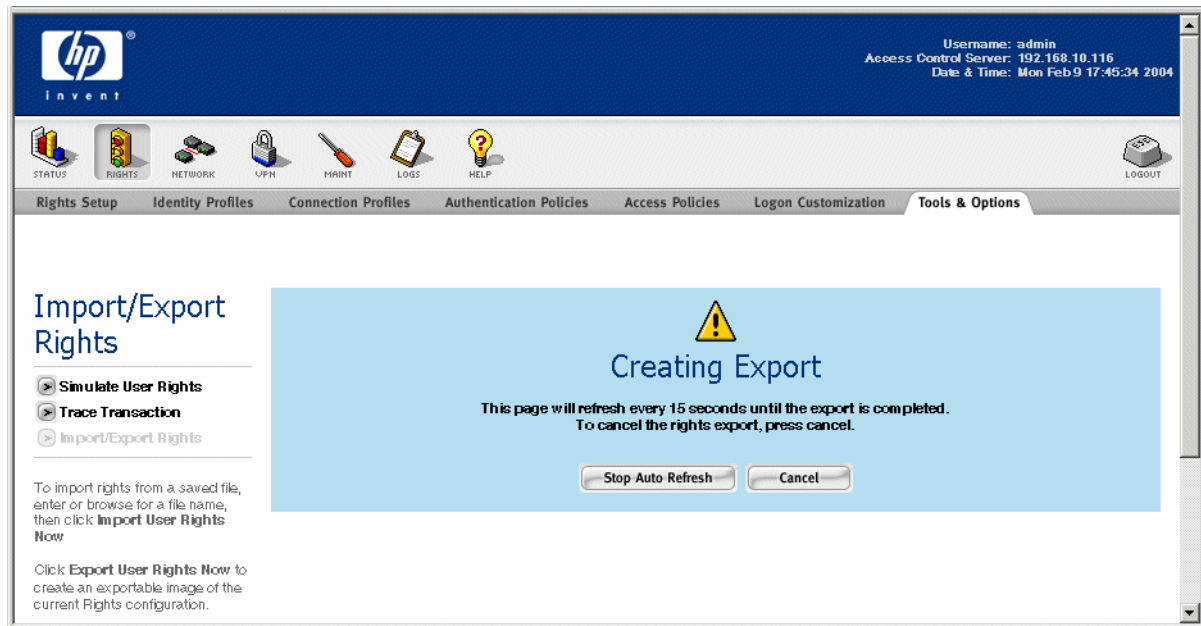 hp
®
invent
Username: admin
Access Control Server: 192.168.10.116
Date & Time: Mon Feb 9 17:45:34 2004
STATUS
RIGHTS
NETWORK
VPN
MAINT
LOGS
HELP
LOGOUT
Rights Setup
Identity Profiles
Connection Profiles
Authentication Policies
Access Policies
Logon Customization
Tools & Options
Import/Export
Rights
Simulate User Rights
Trace Transaction
Import/Export Rights
To import rights from a saved file,
enter or browse for a file name,
then click Import User Rights
Now
Click Export User Rights Now to
create an exportable image of the
current Rights configuration.
Creating Export
This page will refresh every 15 seconds until the export is completed.
To cancel the rights export, press cancel.
Stop Auto Refresh
Cancel